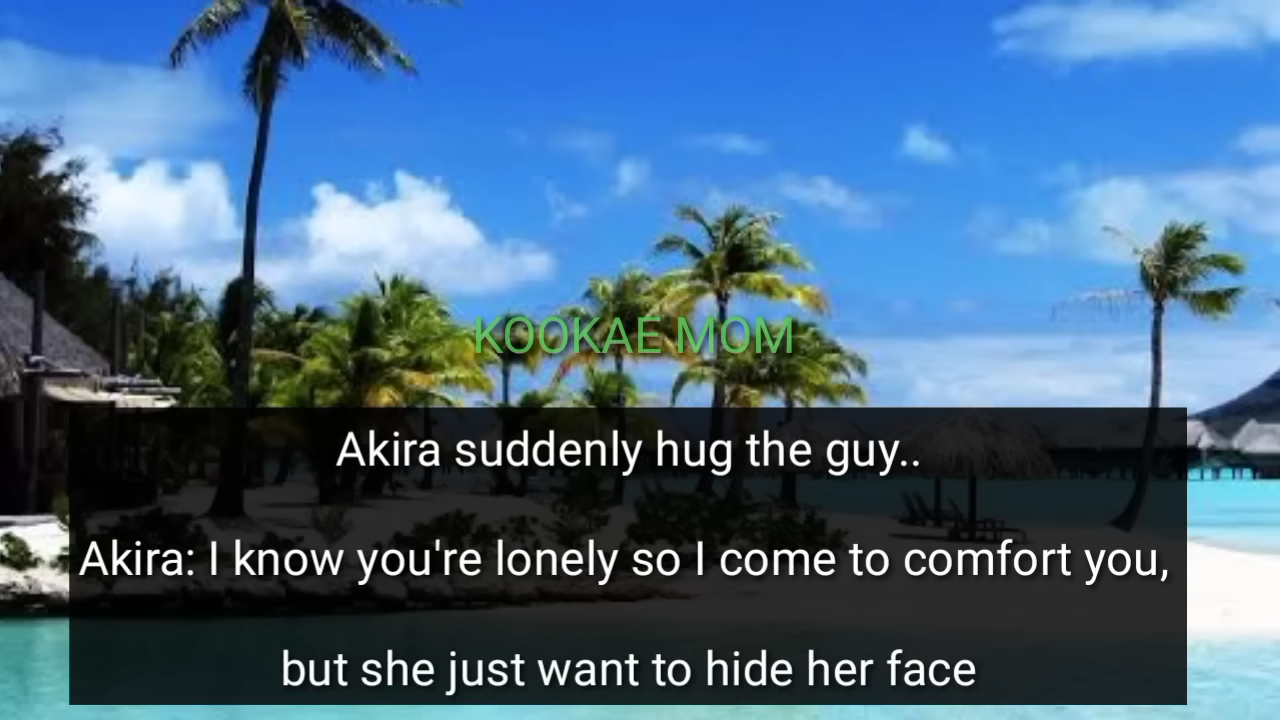 KOOKAE MOM
Akira suddenly hug the guy..
Akira: I know you're lonely so I come to comfort you,
but she just want to hide her face